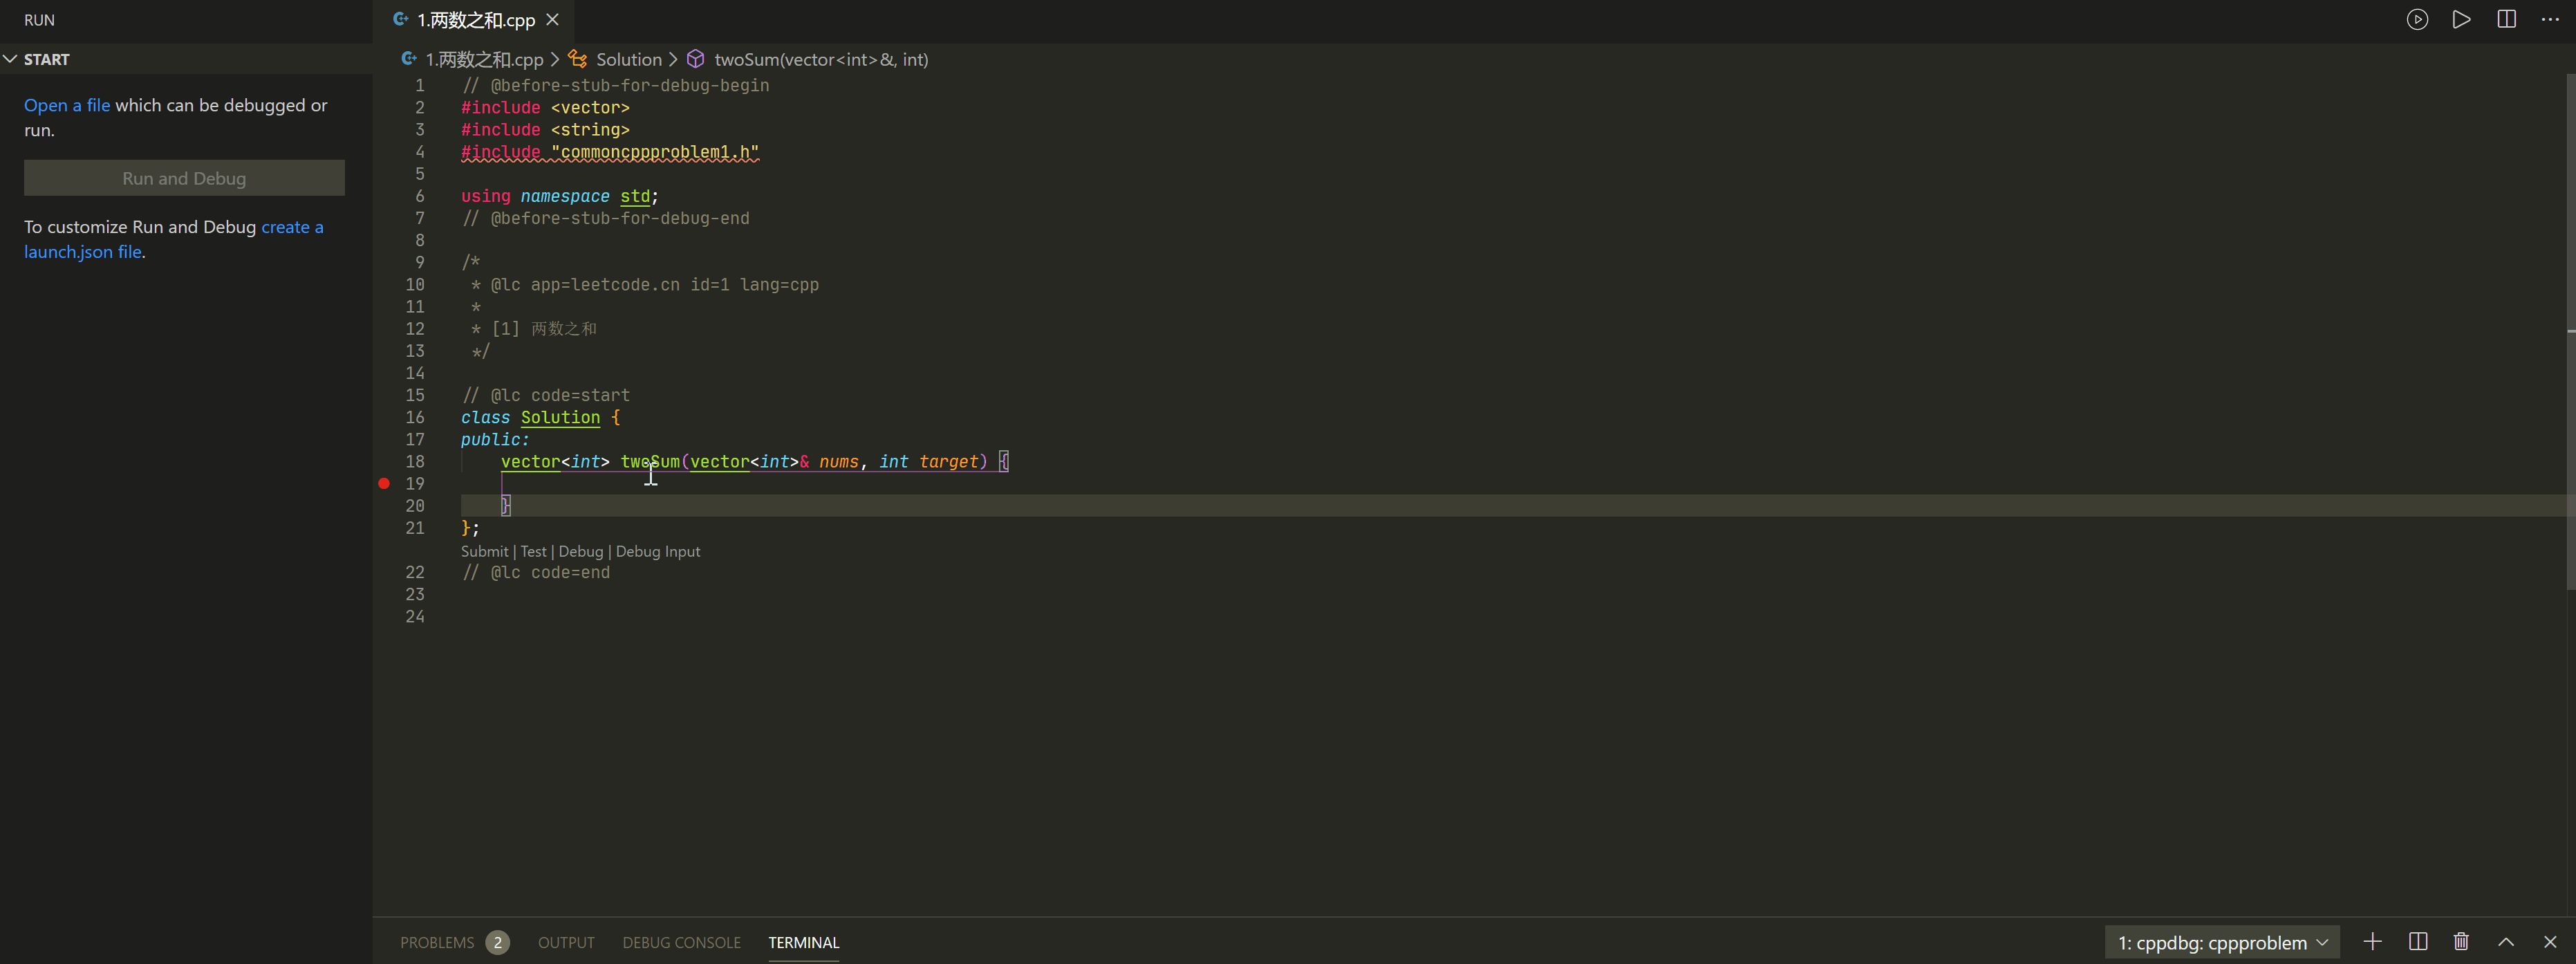 RUN
START
Open a file which can be debugged or
run.
Run and Debug
To customize Run and Debug create a
launch.json file.
1.两数之和.cpp
1.两数之和.cpp > Solution > twoSum(vector<int>&, int)
1 // @before-stub-for-debug-begin
2 #include <vector>
3 #include <string>
4 #include "commoncppproblem1.h"
5
6 using namespace std;
7 // @before-stub-for-debug-end
8
9 /*
10 * @lc app=leetcode.cn id=1 lang=cpp
11 *
12 * [1] 两数之和
13 */
14
15 // @lc code=start
16 class Solution {
17 public:
18 vector<int> twoSum(vector<int>& nums, int target) {
19
20 }
21 };
Submit | Test | Debug | Debug Input
22 // @lc code=end
23
24
PROBLEMS 2 OUTPUT DEBUG CONSOLE TERMINAL
1: cppdbg: cppproblem